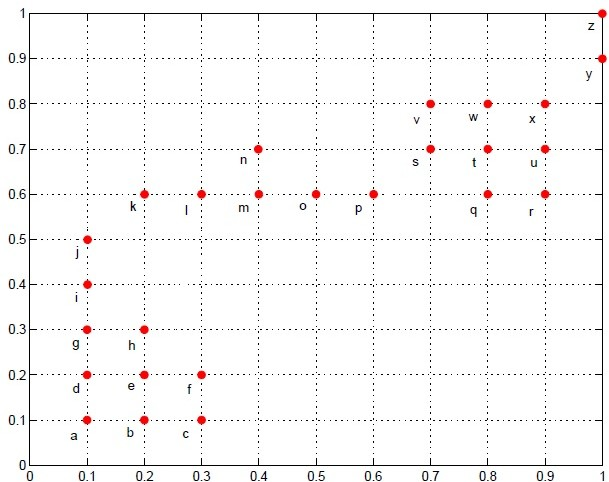 1
z
0.9
y
0.8
v w x
0.7
n s t u
0.6
k l m o p q r
0.5
j
0.4
i
0.3
g h
0.2
d e f
0.1
a b c
0
0 0.1 0.2 0.3 0.4 0.5 0.6 0.7 0.8 0.9 1